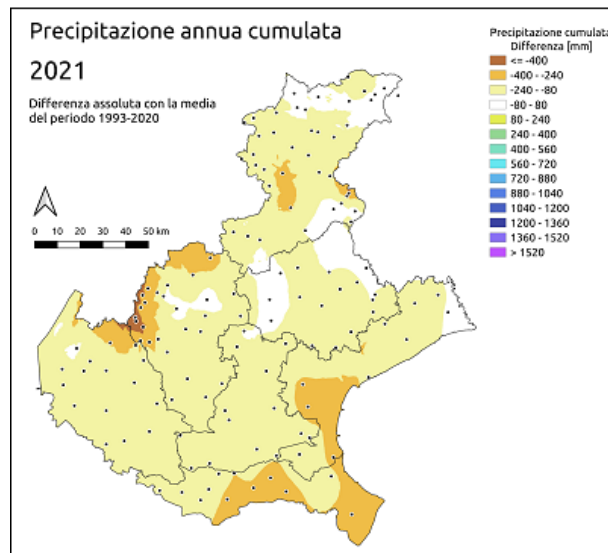 Precipitazione annua cumulata
2021
Differenza assoluta con la media
del periodo 1993-2020
0 10 20 30 40 50 km
Precipitazione cumulata
Differenza [mm]
<= -400
-400 - -240
-240 - -80
-80 - 80
80 - 240
240 - 400
400 - 560
560 - 720
720 - 880
880 - 1040
1040 - 1200
1200 - 1360
1360 - 1520
> 1520